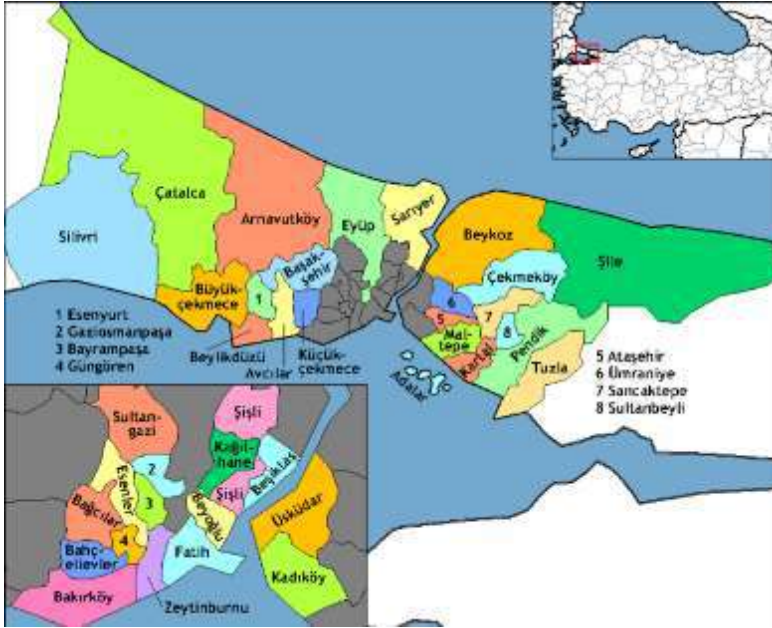 Çatalca
Silivri
Arnavutköy
Eyüp
Sarıyer
Beykoz
Şile
Çekmeköy
Başak-
şehir
Büyük-
çekmece
1
6
5
7
8
Mal-
tepe
Kartal
Pendik
Tuzla
Adalar
Beylikdüzü
Avcılar
Küçük-
çekmece
1 Esenyurt
2 Gaziosmanpaşa
3 Bayrampaşa
4 Güngören
5 Ataşehir
6 Ümraniye
7 Sancaktepe
8 Sultanbeyli
Sultan-
gazi
Şişli
Kağıt-
hane
Beşiktaş
Şişli
Esenler
2
3
Bağcılar
4
Beyoğlu
Üsküdar
Bahç-
elievler
Fatih
Kadıköy
Bakırköy
Zeytinburnu